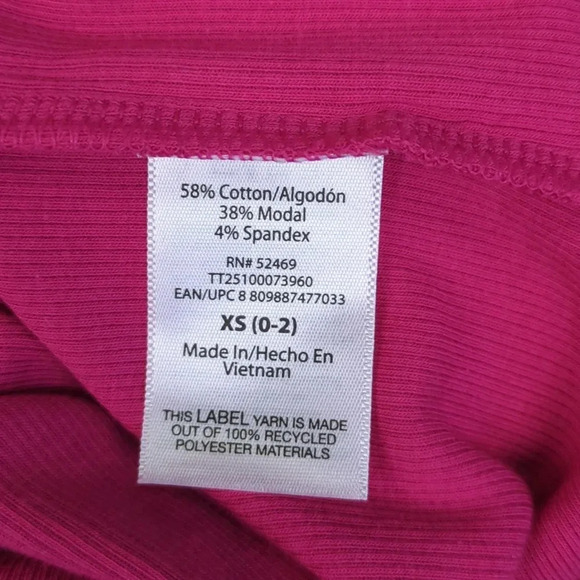 58% Cotton/Algodón
38% Modal
4% Spandex
RN# 52469
TT25100073960
EAN/UPC 8 809887477033
XS (0-2)
Made In/Hecho En
Vietnam
THIS LABEL YARN IS MADE
OUT OF 100% RECYCLED
POLYESTER MATERIALS